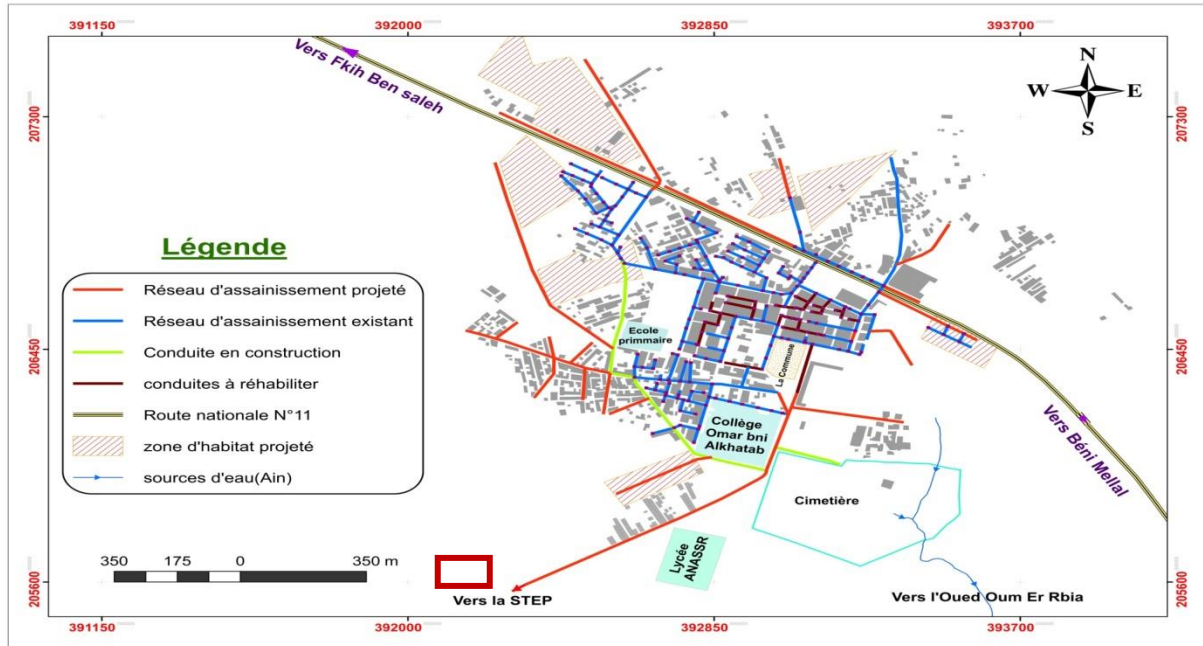 391150
392000
392850
393700
Vers Fkih Ben saleh
N
W
E
S
207300
207300
Légende
Réseau d'assainissement projeté
Réseau d'assainissement existant
Conduite en construction
conduites à réhabiliter
Route nationale N°11
zone d'habitat projeté
sources d'eau(Ain)
Ecole
primmaire
La Commune
206450
206450
Collège
Omar bni
Alkhatab
Vers Béni Mellal
Cimetière
Lycée
ANASSR
350
175
0
350 m
205600
205600
Vers la STEP
Vers l'Oued Oum Er Rbia
391150
392000
392850
393700